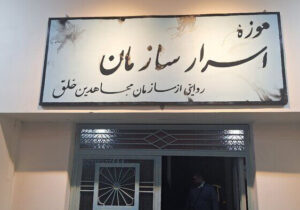 موزه
اسرار سازمان
روایتی از سازمان مجاهدین خلق